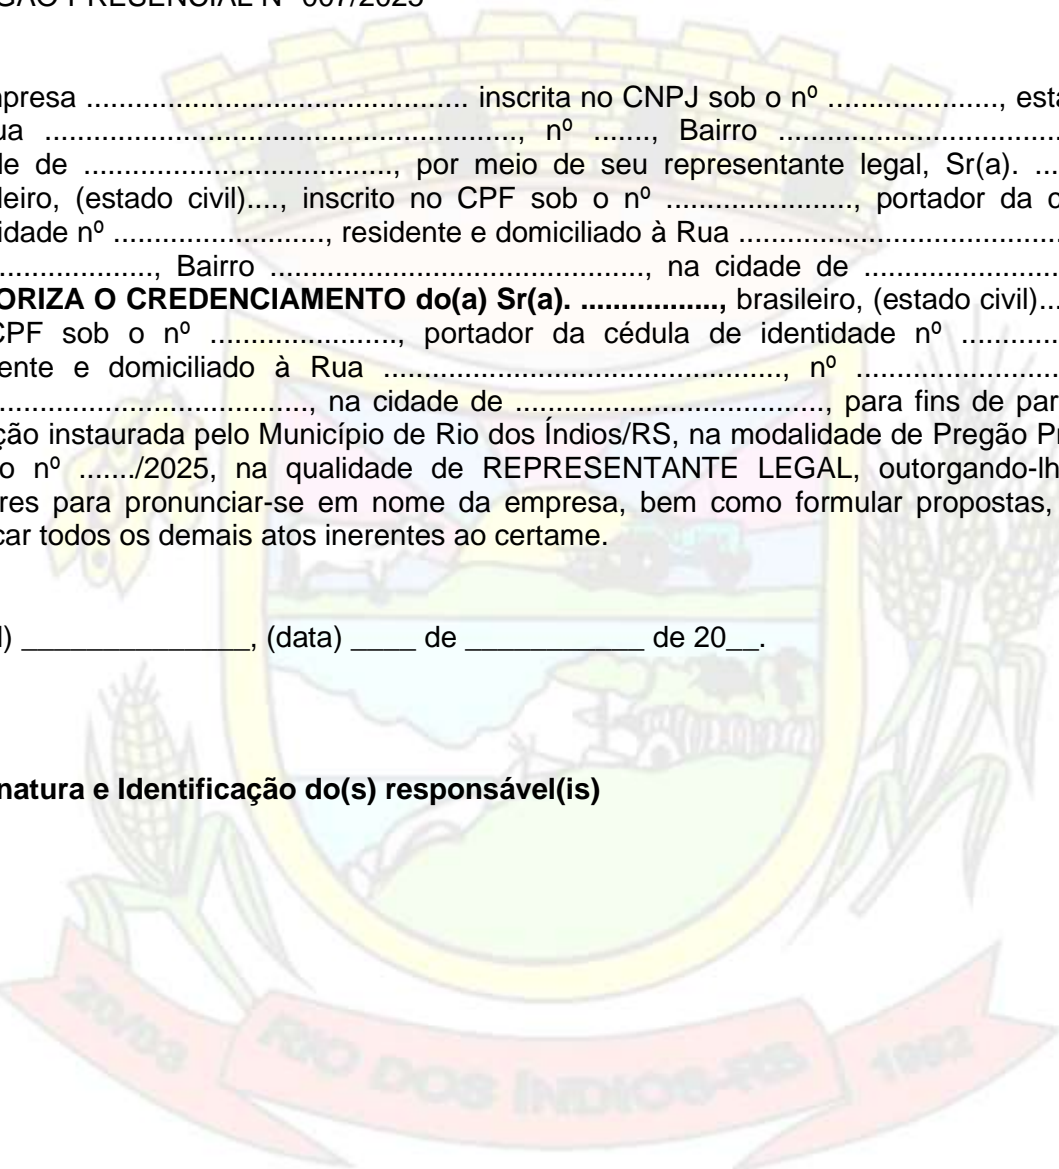 GÃO PRESENCIAL Nº 007/2025
presa ............................................... inscrita no CNPJ sob o nº ....................., esta
ua .........................................................., nº ......., Bairro ...................................
de de ......................................, por meio de seu representante legal, Sr(a). ...
leiro, (estado civil)...., inscrito no CPF sob o nº ......................., portador da c
idade nº .........................., residente e domiciliado à Rua .......................................
..................., Bairro .............................................., na cidade de ........................
ORIZA O CREDENCIAMENTO do(a) Sr(a). ................., brasileiro, (estado civil)...
CPF sob o nº ......................., portador da cédula de identidade nº ............
ente e domiciliado à Rua ................................................, nº .........................
......................................, na cidade de ......................................, para fins de par
ção instaurada pelo Município de Rio dos Índios/RS, na modalidade de Pregão Pr
o nº ......./2025, na qualidade de REPRESENTANTE LEGAL, outorgando-lh
res para pronunciar-se em nome da empresa, bem como formular propostas,
car todos os demais atos inerentes ao certame.
l) ______________, (data) ____ de ___________ de 20__.
natura e Identificação do(s) responsável(is)
20/03 RIO DOS ÍNDIOS-RS 1992